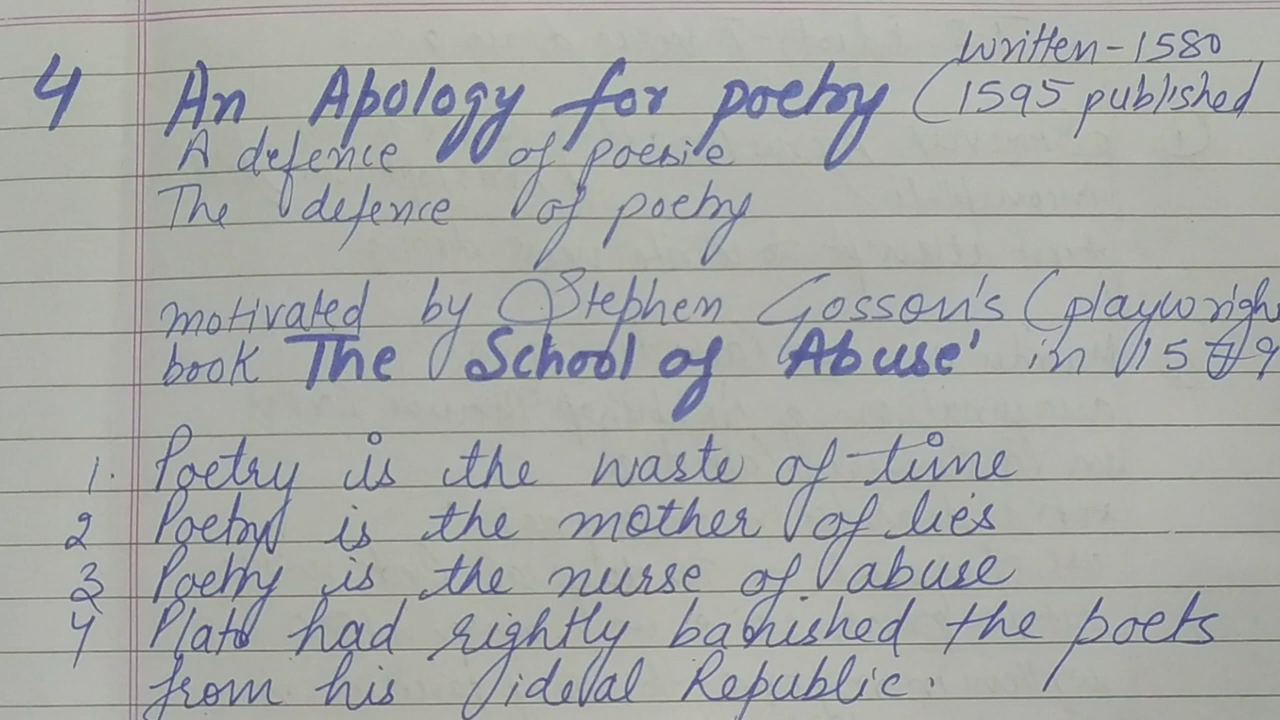 written-1580
4 An Apology for poetry (1595 published
A defence of poesie
The defence of poetry
motivated by Stephen Gosson's (playwrigh
book The School of Abuse' in 1579
1. Poetry is the waste of time
2 Poetry is the mother of lies
3 Poetry is the nurse of abuse
4 Plato had rightly banished the poets
from his ideal Republic.